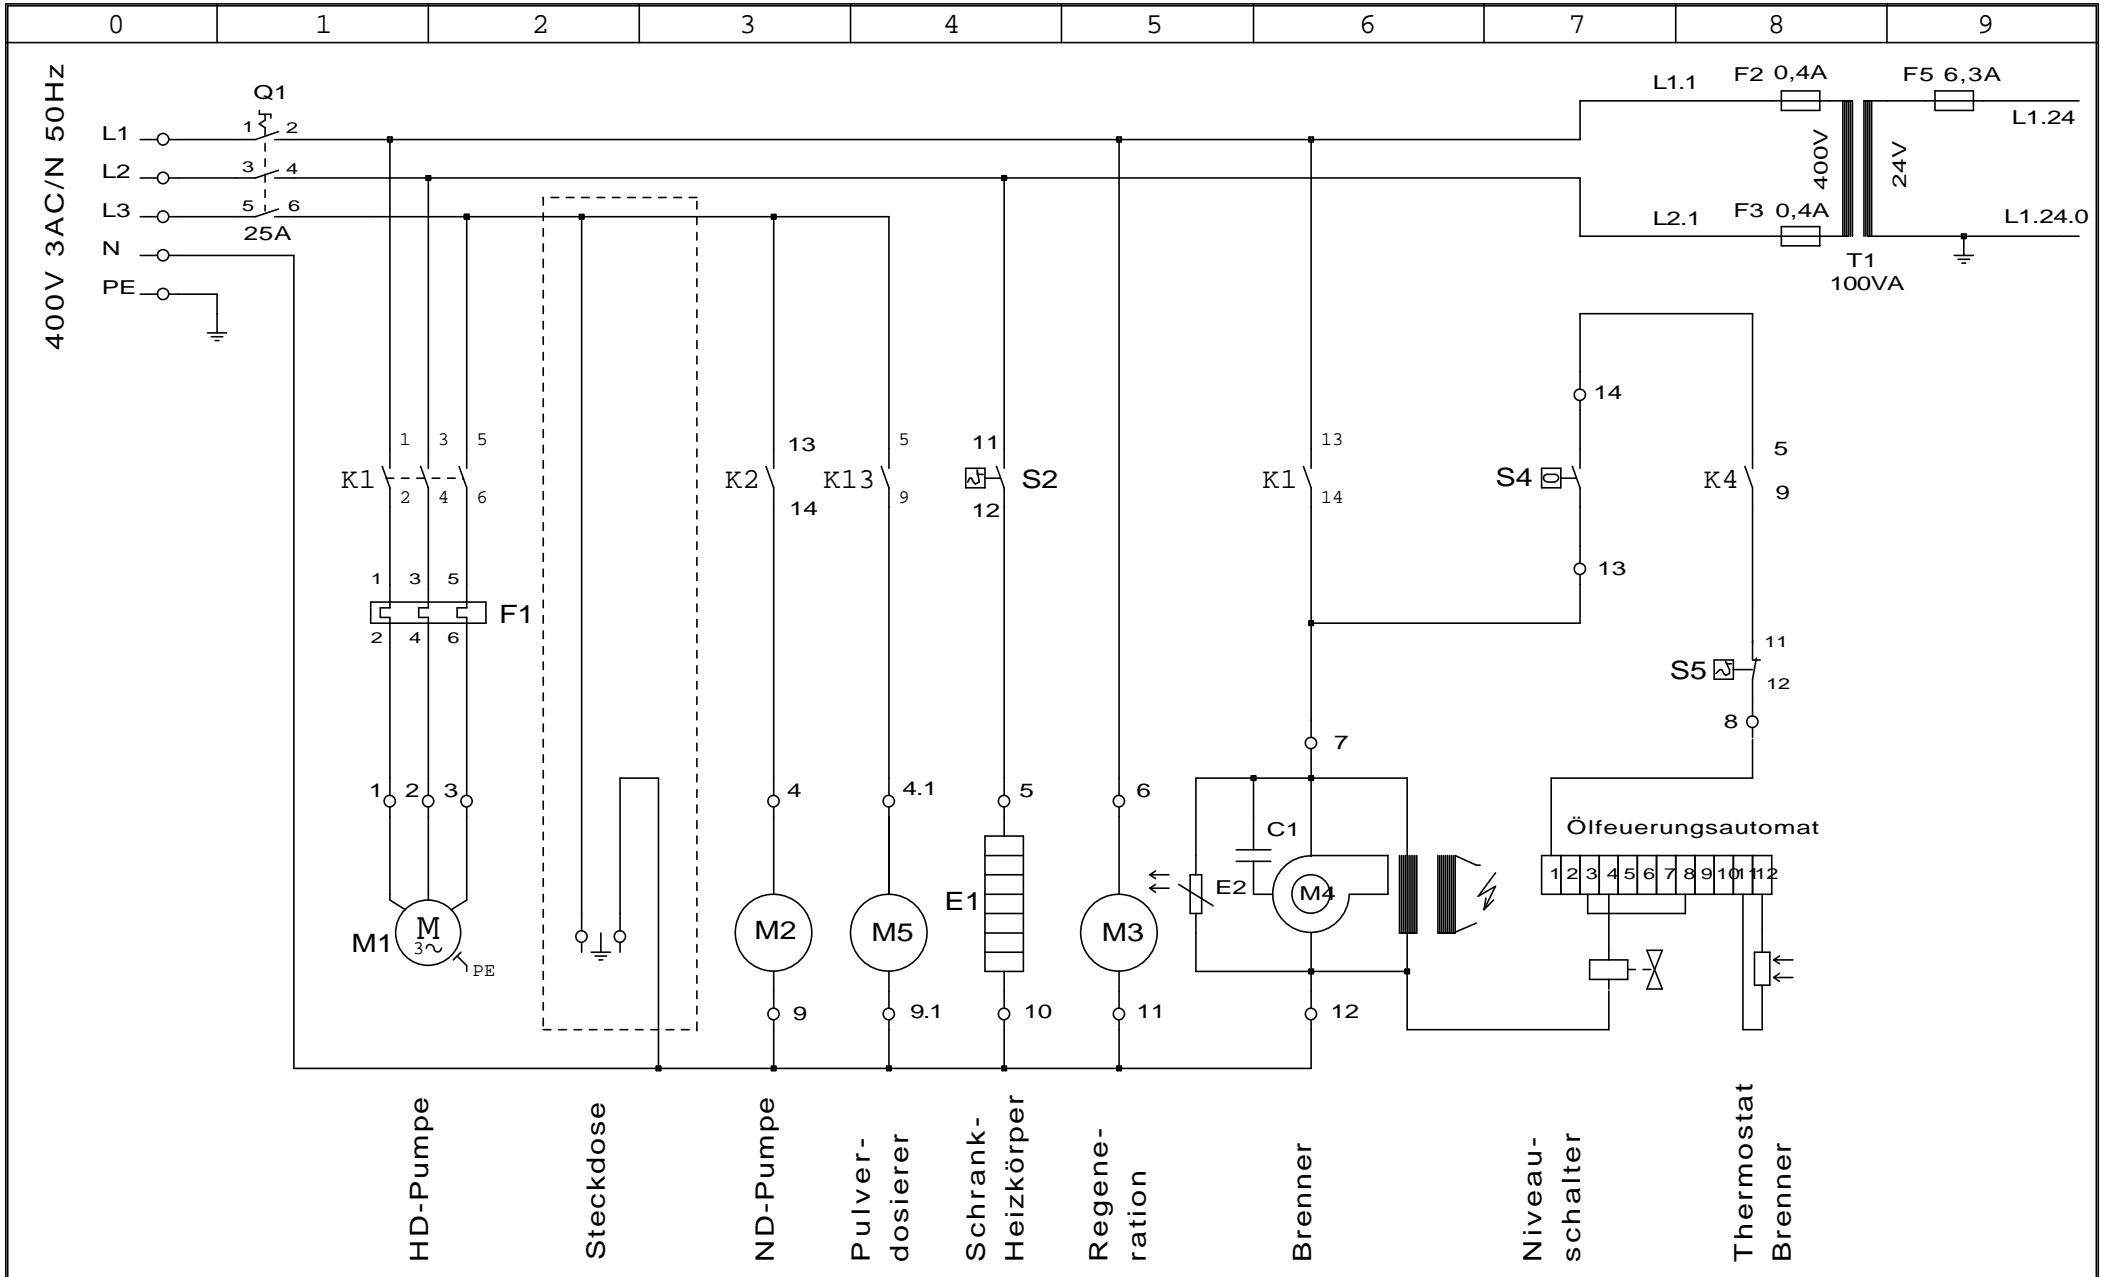 0 1 2 3 4 5 6 7 8 9
400V 3AC/N 50Hz
Q1
L1 1 2
L2 3 4
L3 5 6
25A
N
PE
L1.1
F2 0,4A
F5 6,3A
L1.24
400V
24V
L2.1
F3 0,4A
L1.24.0
T1
100VA
1 3 5
K1
2 4 6
1 3 5
F1
2 4 6
1 2 3
M1
M
3~
PE
13
K2
14
4
M2
9
5
K13
9
4.1
M5
9.1
11
S2
12
5
E1
10
6
M3
11
13
K1
14
7
C1
E2
M4
12
14
S4
13
5
K4
9
11
S5
12
8
Ölfeuerungsautomat
1 2 3 4 5 6 7 8 9 10 11 12
HD-Pumpe
Steckdose
ND-Pumpe
Pulver-
dosierer
Schrank-
Heizkörper
Regene-
ration
Brenner
Niveau-
schalter
Thermostat
Brenner